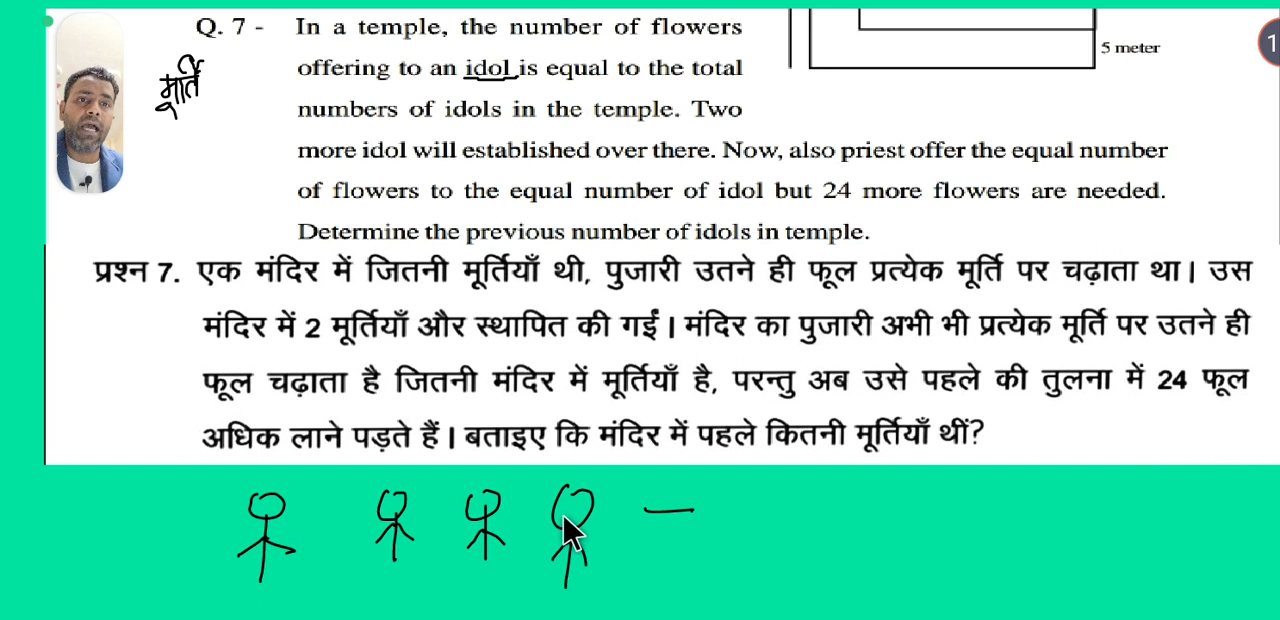 Q. 7 - In a temple, the number of flowers
offering to an idol is equal to the total
numbers of idols in the temple. Two
more idol will established over there. Now, also priest offer the equal number
of flowers to the equal number of idol but 24 more flowers are needed.
Determine the previous number of idols in temple.
मूर्ति
5 meter
1
प्रश्न 7. एक मंदिर में जितनी मूर्तियाँ थी, पुजारी उतने ही फूल प्रत्येक मूर्ति पर चढ़ाता था। उस
मंदिर में 2 मूर्तियाँ और स्थापित की गईं। मंदिर का पुजारी अभी भी प्रत्येक मूर्ति पर उतने ही
फूल चढ़ाता है जितनी मंदिर में मूर्तियाँ है, परन्तु अब उसे पहले की तुलना में 24 फूल
अधिक लाने पड़ते हैं। बताइए कि मंदिर में पहले कितनी मूर्तियाँ थीं?